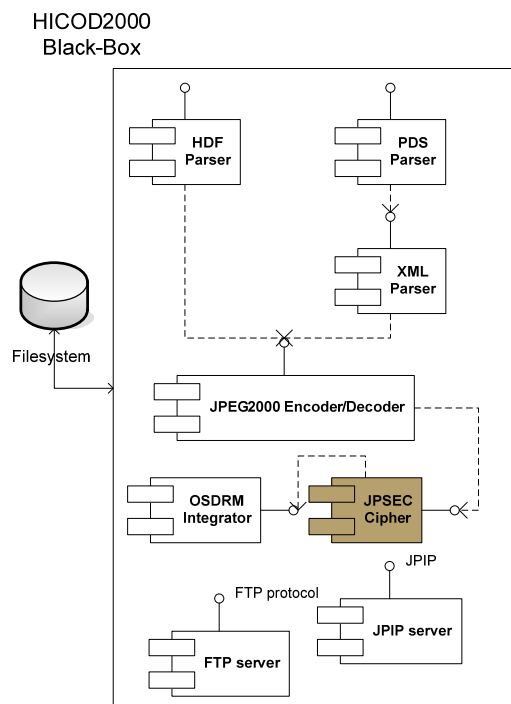 HICOD2000
Black-Box
HDF
Parser
PDS
Parser
XML
Parser
Filesystem
JPEG2000 Encoder/Decoder
OSDRM
Integrator
JPSEC
Cipher
JPIP
FTP protocol
JPIP server
FTP server